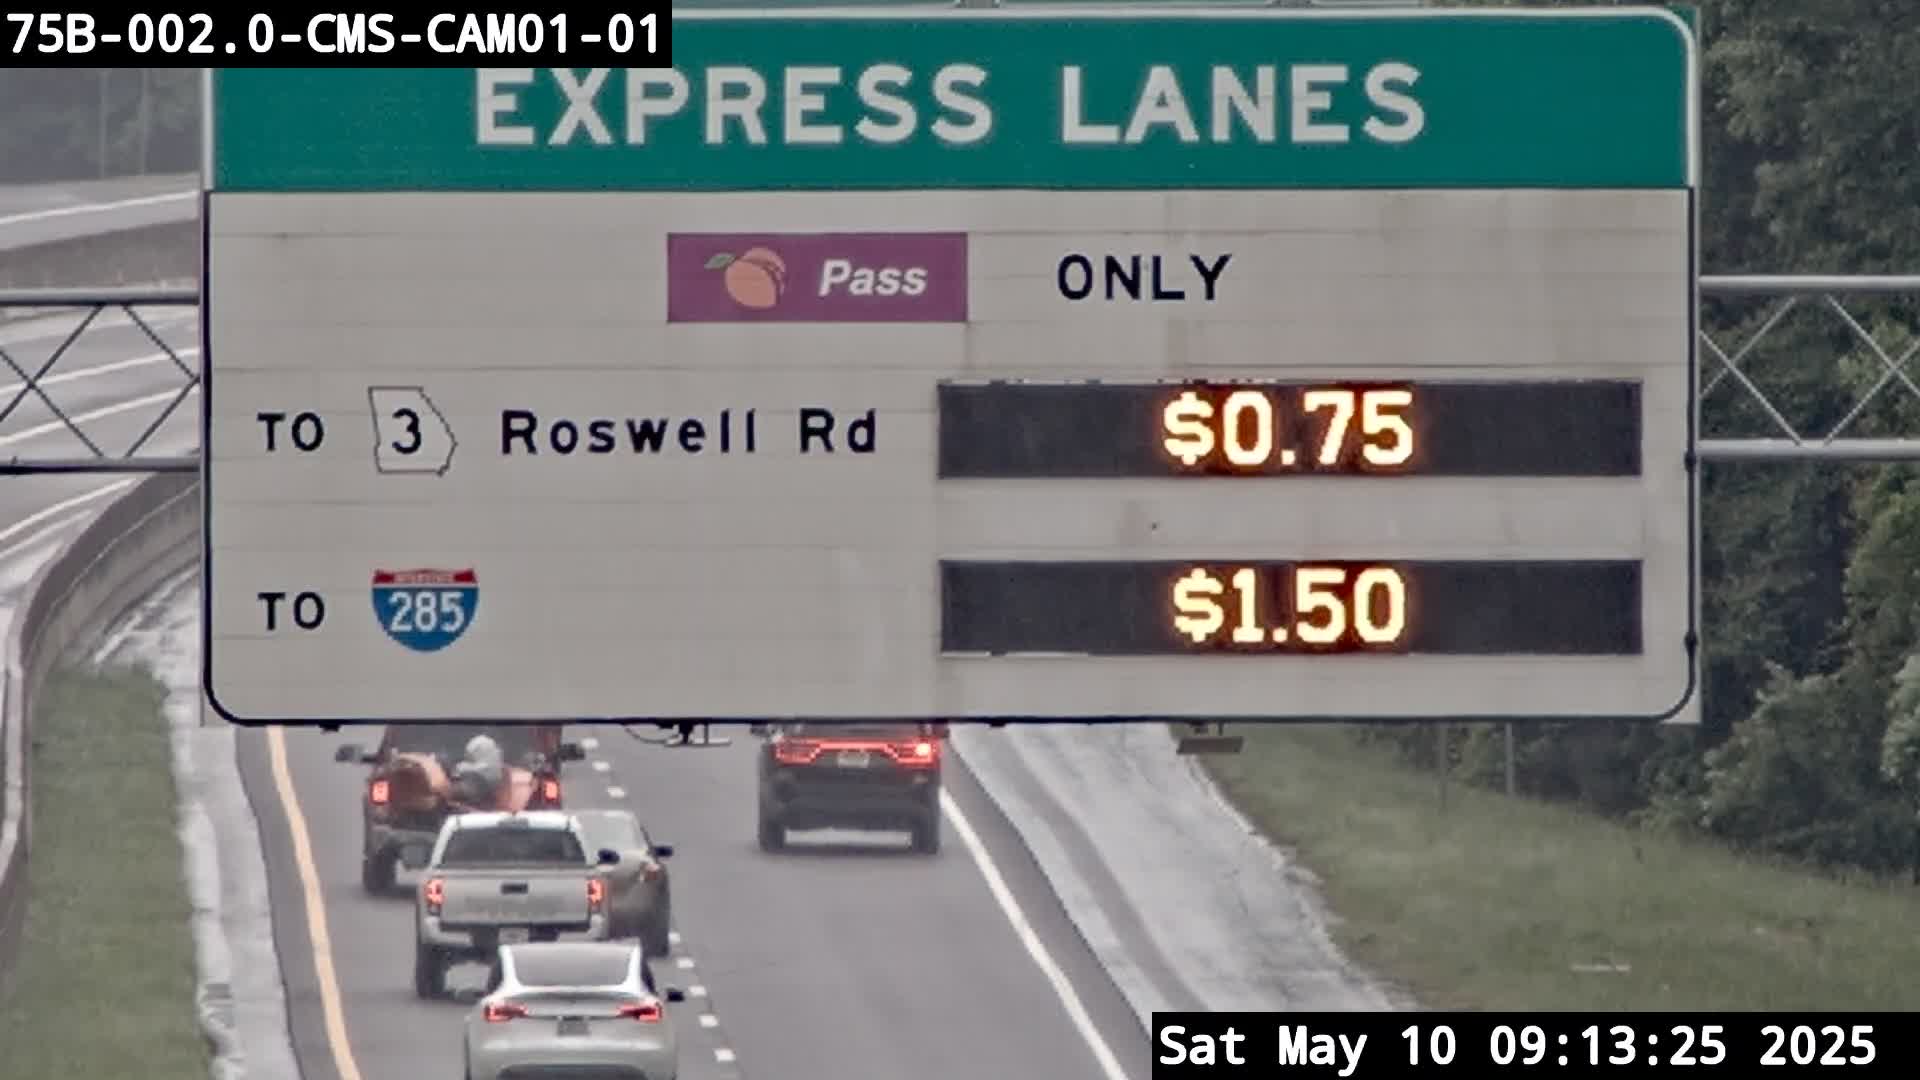 75B-002.0-CMS-CAM01-01
EXPRESS LANES
Pass ONLY
TO 3 Roswell Rd $0.75
TO INTERSTATE 285 $1.50
Sat May 10 09:13:25 2025